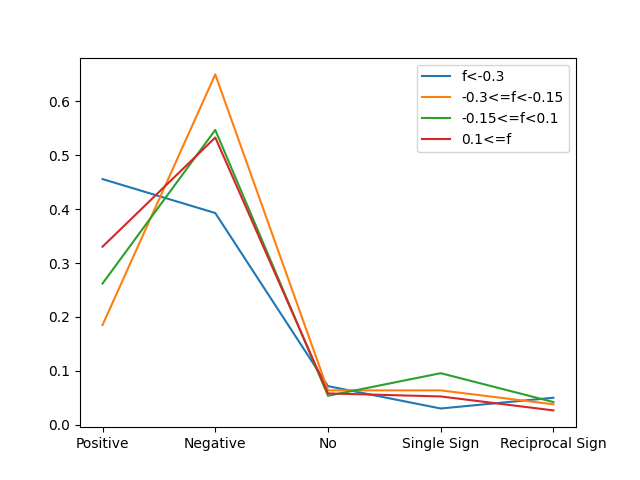 f<-0.3
-0.3<=f<-0.15
-0.15<=f<0.1
0.1<=f
0.6
0.5
0.4
0.3
0.2
0.1
0.0
Positive Negative No Single Sign Reciprocal Sign